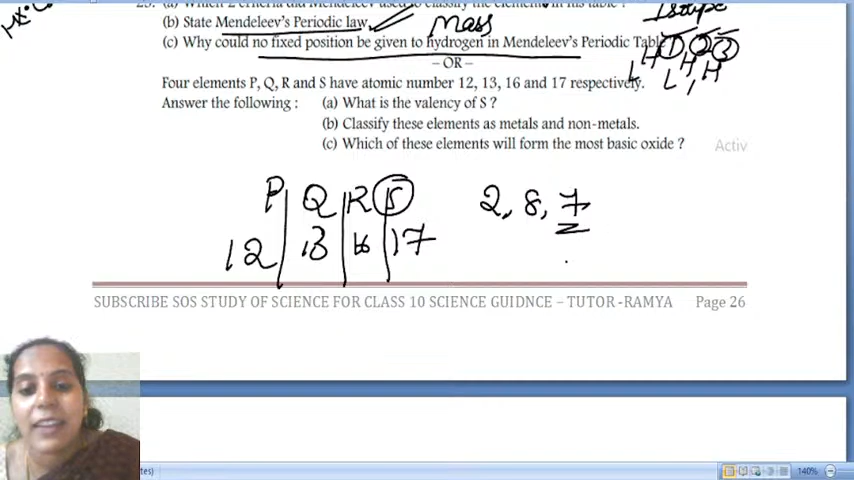 (b) State Mendeleev's Periodic law. Mass
Isotype
(c) Why could no fixed position be given to hydrogen in Mendeleev's Periodic Table
– OR –
Four elements P, Q, R and S have atomic number 12, 13, 16 and 17 respectively.
Answer the following : (a) What is the valency of S ?
(b) Classify these elements as metals and non-metals.
(c) Which of these elements will form the most basic oxide ?
Activ
P Q R S 2, 8, 7
12 13 16 17
SUBSCRIBE SOS STUDY OF SCIENCE FOR CLASS 10 SCIENCE GUIDNCE – TUTOR -RAMYA Page 26
140%